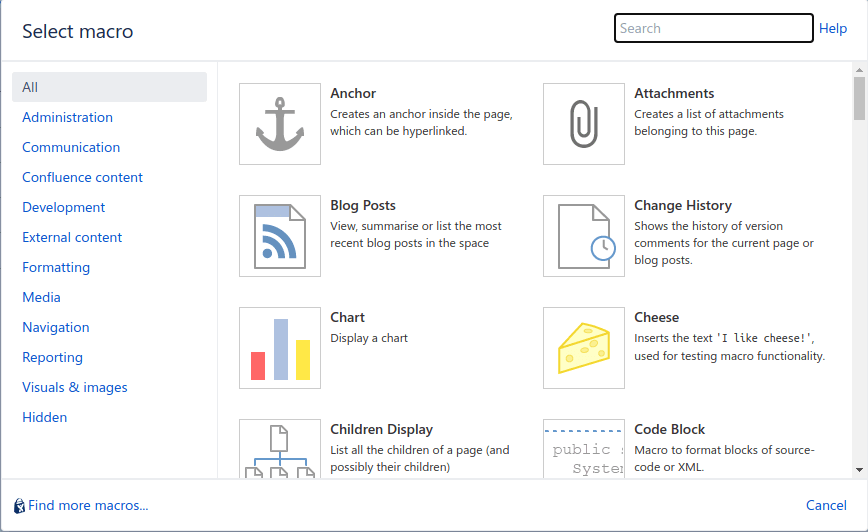 Select macro
Search
Help
All
Administration
Communication
Confluence content
Development
External content
Formatting
Media
Navigation
Reporting
Visuals & images
Hidden
Anchor
Creates an anchor inside the page,
which can be hyperlinked.
Attachments
Creates a list of attachments
belonging to this page.
Blog Posts
View, summarise or list the most
recent blog posts in the space
Change History
Shows the history of version
comments for the current page or
blog posts.
Chart
Display a chart
Cheese
Inserts the text 'I like cheese!',
used for testing macro functionality.
Children Display
List all the children of a page (and
possibly their children)
public s
System
Code Block
Macro to format blocks of source-
code or XML.
Find more macros...
Cancel